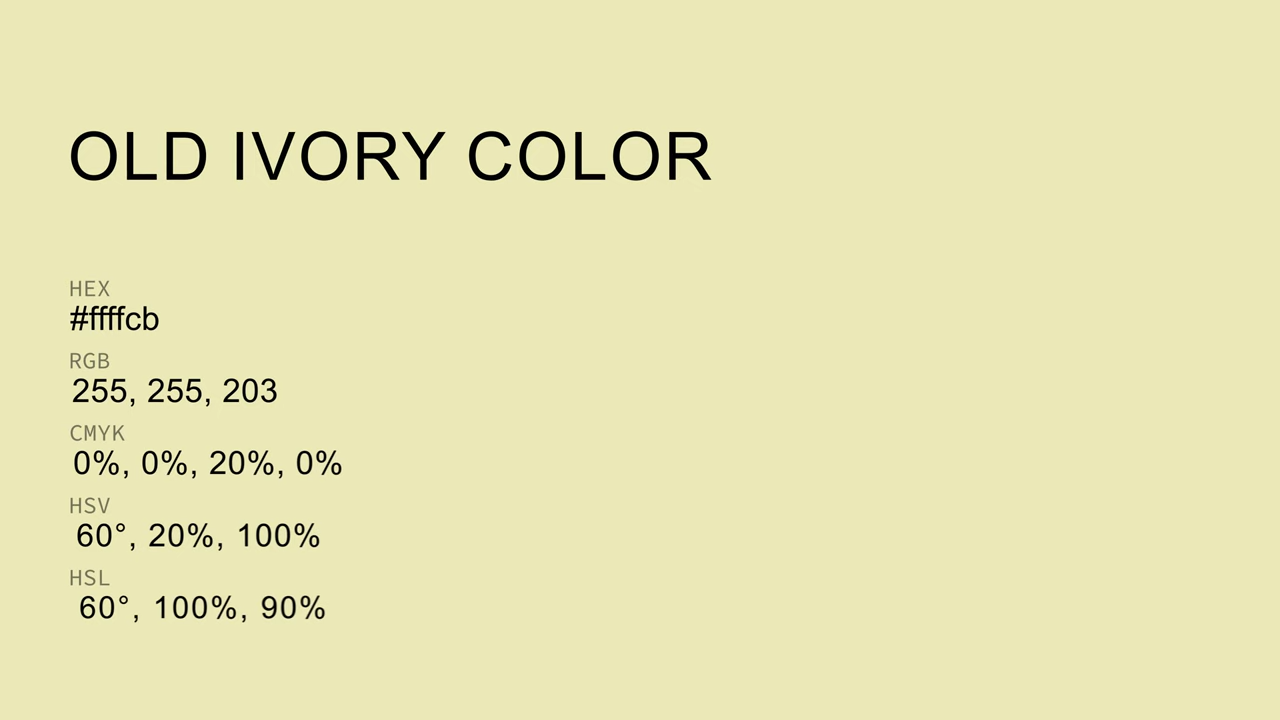 OLD IVORY COLOR
HEX
#ffffcb
RGB
255, 255, 203
CMYK
0%, 0%, 20%, 0%
HSV
60°, 20%, 100%
HSL
60°, 100%, 90%